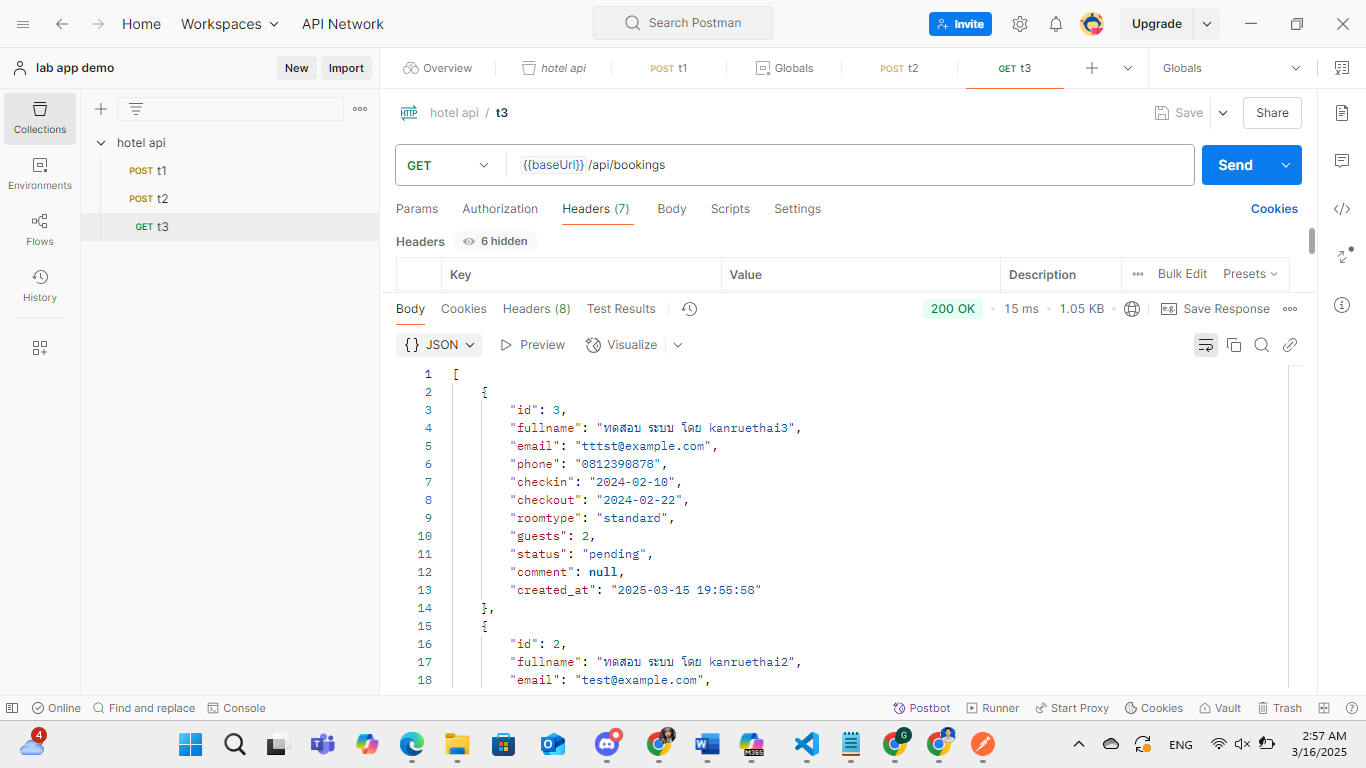 Home Workspaces API Network Search Postman Invite Upgrade
lab app demo New Import Overview hotel api POST t1 Globals POST t2 GET t3 Globals
Collections
Environments
Flows
History
hotel api
POST t1
POST t2
GET t3
HTTP hotel api / t3 Save Share
GET {{baseUrl}} /api/bookings Send
Params Authorization Headers (7) Body Scripts Settings Cookies
Headers 6 hidden
Key Value Description Bulk Edit Presets
Body Cookies Headers (8) Test Results 200 OK 15 ms 1.05 KB e.g. Save Response
{} JSON Preview Visualize
1 [
2 {
3 "id": 3,
4 "fullname": "ทดสอบ ระบบ โดย kanruethai3",
5 "email": "tttst@example.com",
6 "phone": "0812390878",
7 "checkin": "2024-02-10",
8 "checkout": "2024-02-22",
9 "roomtype": "standard",
10 "guests": 2,
11 "status": "pending",
12 "comment": null,
13 "created_at": "2025-03-15 19:55:58"
14 },
15 {
16 "id": 2,
17 "fullname": "ทดสอบ ระบบ โดย kanruethai2",
18 "email": "test@example.com",
Online Find and replace Console Postbot Runner Start Proxy Cookies Vault Trash
4 M365 G ENG 2:57 AM
3/16/2025